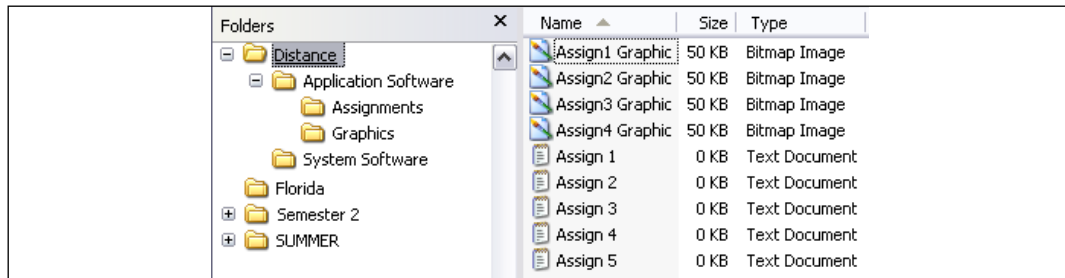 Folders
×
Distance
Application Software
Assignments
Graphics
System Software
Florida
Semester 2
SUMMER
Name Size Type
Assign1 Graphic 50 KB Bitmap Image
Assign2 Graphic 50 KB Bitmap Image
Assign3 Graphic 50 KB Bitmap Image
Assign4 Graphic 50 KB Bitmap Image
Assign 1 0 KB Text Document
Assign 2 0 KB Text Document
Assign 3 0 KB Text Document
Assign 4 0 KB Text Document
Assign 5 0 KB Text Document